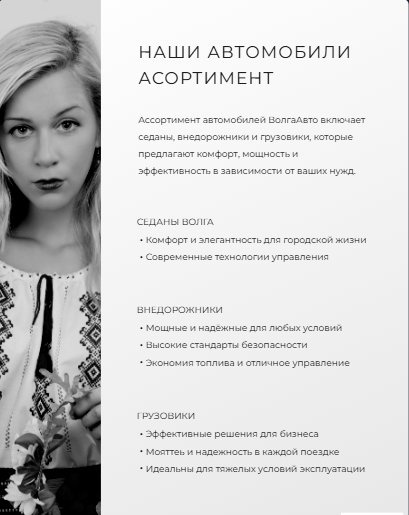 НАШИ АВТОМОБИЛИ
АСОРТИМЕНТ
Ассортимент автомобилей ВолгаАвто включает
седаны, внедорожники и грузовики, которые
предлагают комфорт, мощность и
эффективность в зависимости от ваших нужд.
СЕДАНЫ ВОЛГА
• Комфорт и элегантность для городской жизни
• Современные технологии управления
ВНЕДОРОЖНИКИ
• Мощные и надёжные для любых условий
• Высокие стандарты безопасности
• Экономия топлива и отличное управление
ГРУЗОВИКИ
• Эффективные решения для бизнеса
• Мояттеь и надежность в каждой поездке
• Идеальны для тяжелых условий эксплуатации